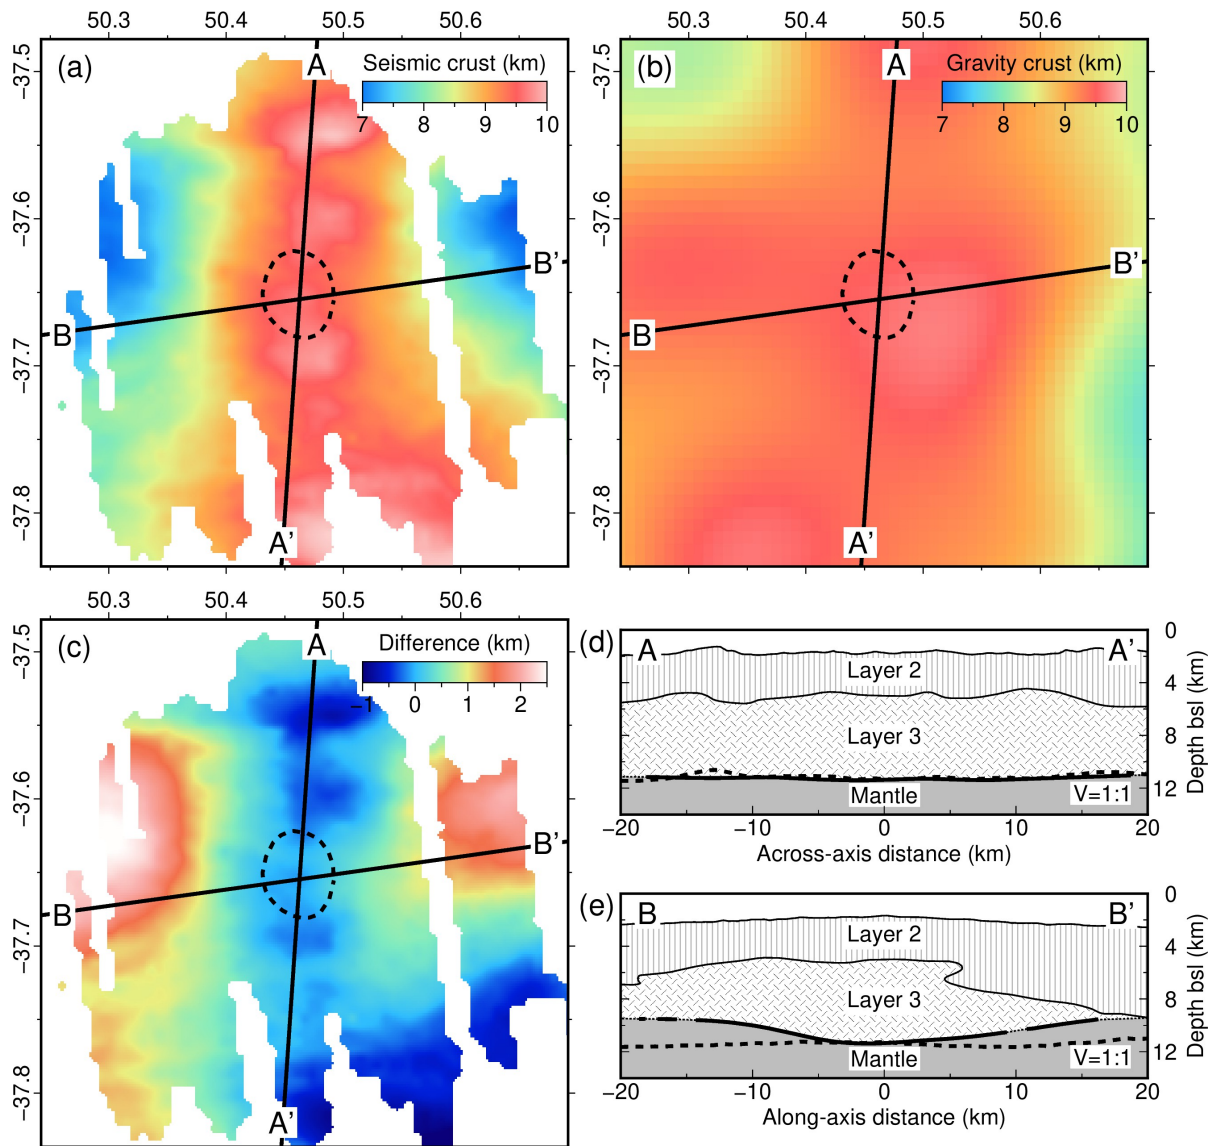 50.3 50.4 50.5 50.6
50.3 50.5 50.6
(a)
A
Seismic crust (km)
7 8 9 10
−37.5
−37.6
−37.7
−37.8
B
B’
A’
(b)
A
Gravity crust (km)
7 8 9 10
−37.5
−37.6
−37.7
−37.8
B
B’
A’
50.3 50.4 50.5 50.6
(c)
A
Difference (km)
−1 0 1 2
−37.5
−37.6
−37.7
−37.8
B
B’
A’
(d)
A
A’
Layer 2
Layer 3
Mantle
V=1:1
0
4
8
12
Depth bsl (km)
−20 −10 0 10 20
Across-axis distance (km)
(e)
B
B’
Layer 2
Layer 3
Mantle
V=1:1
0
4
8
12
Depth bsl (km)
−20 −10 0 10 20
Along-axis distance (km)